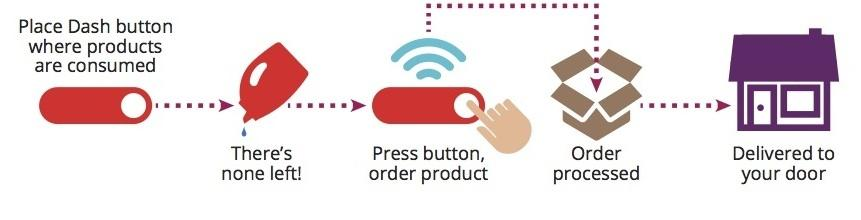 Place Dash button
where products
are consumed
There's
none left!
Press button,
order product
Order
processed
Delivered to
your door